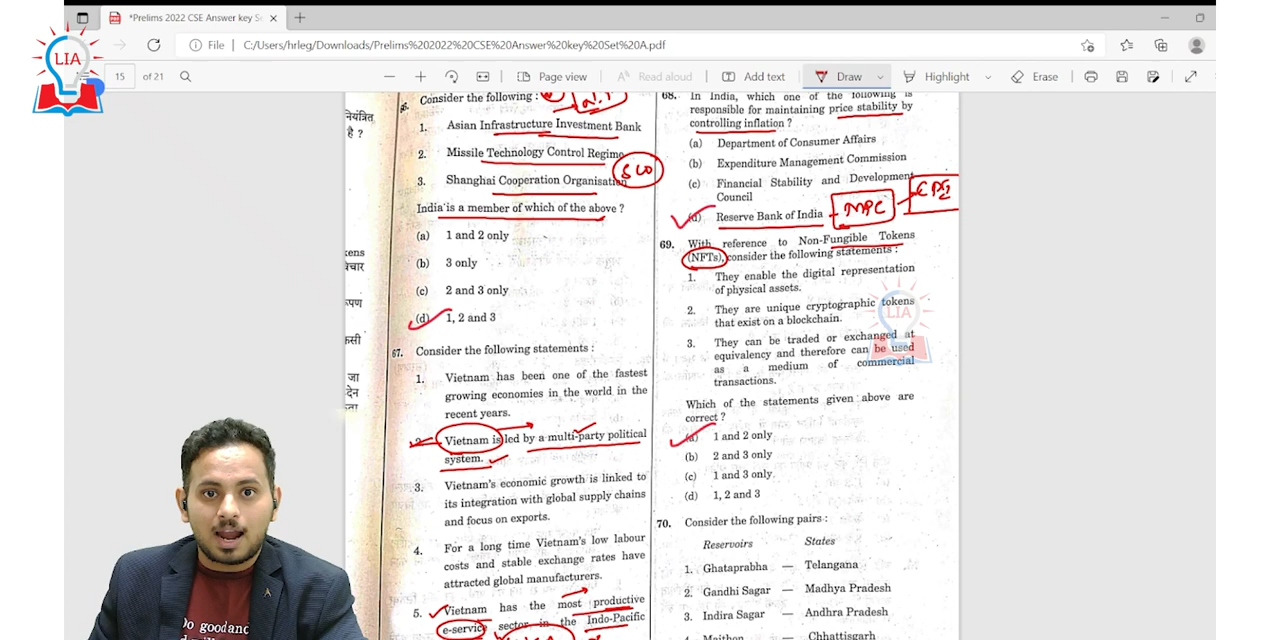 *Prelims 2022 CSE Answer key Se
File
C:/Users/hrleg/Downloads/Prelims%202022%20CSE%20Answer%20key%20Set%20A.pdf
LIA
15 of 21
Page view
Read aloud
Add text
Draw
Highlight
Erase
नियंत्रित
है ?
kens
जा
Consider the following :
1. Asian Infrastructure Investment Bank
2. Missile Technology Control Regime
3. Shanghai Cooperation Organisation
SCO
India is a member of which of the above ?
(a) 1 and 2 only
(b) 3 only
(c) 2 and 3 only
(d) 1, 2 and 3
67. Consider the following statements :
1. Vietnam has been one of the fastest
growing economies in the world in the
recent years.
2. Vietnam is led by a multi-party political
system.
3. Vietnam's economic growth is linked to
its integration with global supply chains
and focus on exports.
4. For a long time Vietnam's low labour
costs and stable exchange rates have
attracted global manufacturers.
5. Vietnam has the most productive
e-service sector in the Indo-Pacific
68. In India, which one of the following is
responsible for maintaining price stability by
controlling inflation ?
(a) Department of Consumer Affairs
(b) Expenditure Management Commission
(c) Financial Stability and Development
Council
(d) Reserve Bank of India
MPC
69. With reference to Non-Fungible Tokens
(NFTs), consider the following statements :
1. They enable the digital representation
of physical assets.
2. They are unique cryptographic tokens
that exist on a blockchain.
3. They can be traded or exchanged at
equivalency and therefore can be used
as a medium of commercial
transactions.
Which of the statements given above are
correct ?
(a) 1 and 2 only
(b) 2 and 3 only
(c) 1 and 3 only
(d) 1, 2 and 3
70. Consider the following pairs :
Reservoirs States
1. Ghataprabha — Telangana
2. Gandhi Sagar — Madhya Pradesh
3. Indira Sagar — Andhra Pradesh
4. Maithon — Chhattisgarh
LIA
Do good and